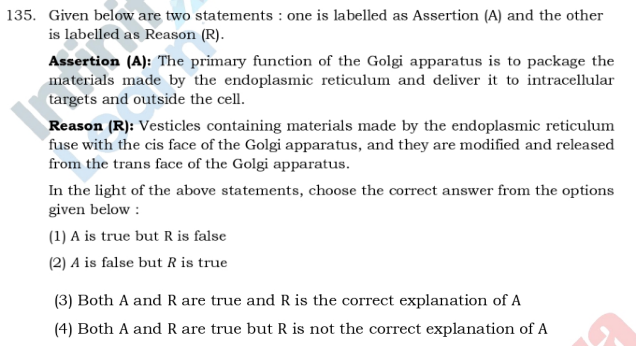 135. Given below are two statements : one is labelled as Assertion (A) and the other
is labelled as Reason (R).
Assertion (A): The primary function of the Golgi apparatus is to package the
materials made by the endoplasmic reticulum and deliver it to intracellular
targets and outside the cell.
Reason (R): Vesicles containing materials made by the endoplasmic reticulum
fuse with the cis face of the Golgi apparatus, and they are modified and released
from the trans face of the Golgi apparatus.
In the light of the above statements, choose the correct answer from the options
given below :
(1) A is true but R is false
(2) A is false but R is true
(3) Both A and R are true and R is the correct explanation of A
(4) Both A and R are true but R is not the correct explanation of A